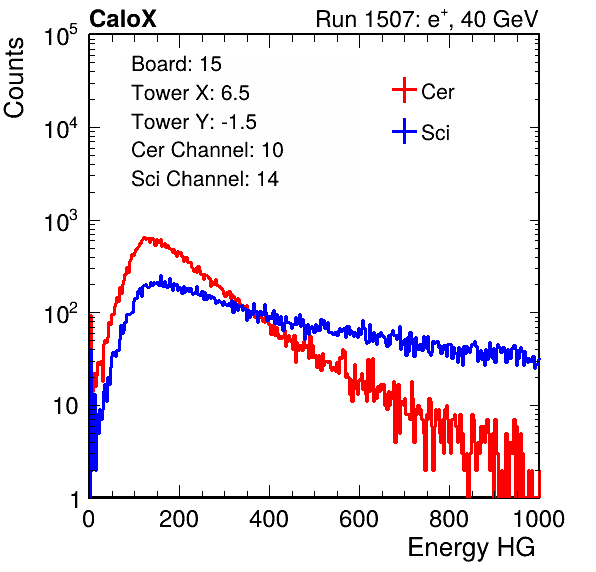 CaloX Run 1507: e⁺, 40 GeV
Counts
10⁵
10⁴
10³
10²
10
1
Board: 15
Tower X: 6.5
Tower Y: -1.5
Cer Channel: 10
Sci Channel: 14
Cer
Sci
0 200 400 600 800 1000
Energy HG